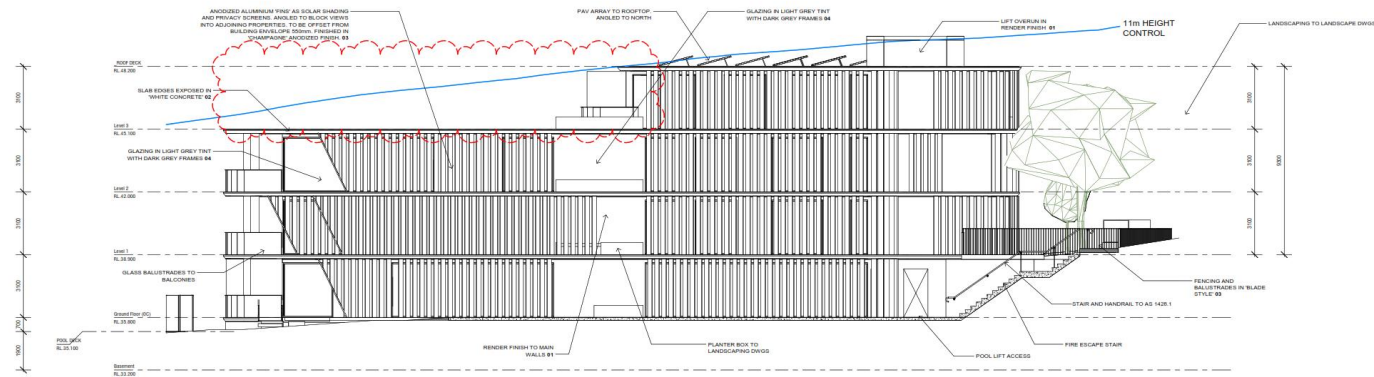 ANODIZED ALUMINIUM 'FINS' AS SOLAR SHADING
AND PRIVACY SCREENS. ANGLED TO BLOCK VIEWS
INTO ADJOINING PROPERTIES. TO BE OFFSET FROM
BUILDING ENVELOPE 550mm. FINISHED IN
'CHAMPAGNE' ANODIZED FINISH. 03
PAV ARRAY TO ROOFTOP
ANGLED TO NORTH
GLAZING IN LIGHT GREY TINT
WITH DARK GREY FRAMES 04
LIFT OVERUN IN
RENDER FINISH 01
11m HEIGHT
CONTROL
LANDSCAPING TO LANDSCAPE DWGS
ROOF DECK
RL 48.200
SLAB EDGES EXPOSED IN
'WHITE CONCRETE' 02
3100
3100
3100
9300
Level 3
RL 45.100
GLAZING IN LIGHT GREY TINT
WITH DARK GREY FRAMES 04
3100
3100
Level 2
RL 42.000
3100
3100
Level 1
RL 38.900
GLASS BALUSTRADES TO
BALCONIES
3100
FENCING AND
BALUSTRADES IN 'BLADE
STYLE' 03
STAIR AND HANDRAIL TO AS 1428.1
Ground Floor (EC)
RL 35.800
700
POOL DECK
RL 35.100
RENDER FINISH TO MAIN
WALLS 01
PLANTER BOX TO
LANDSCAPING DWGS
FIRE ESCAPE STAIR
POOL LIFT ACCESS
1900
Basement
RL 33.200